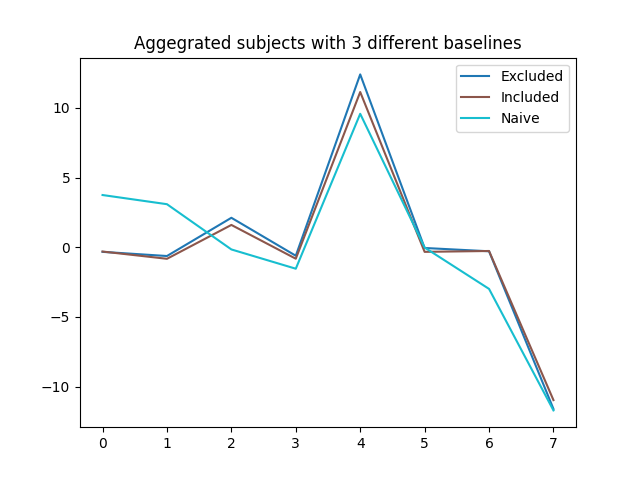 Aggegrated subjects with 3 different baselines
Excluded
Included
Naive
10
5
0
−5
−10
0 1 2 3 4 5 6 7